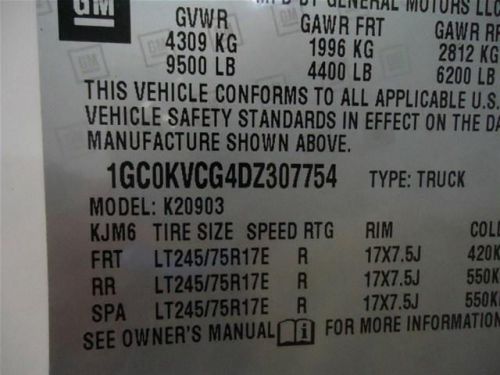 GM
MFD BY GENERAL MOTORS LLC
GVWR GAWR FRT GAWR RR
4309 KG 1996 KG 2812 KG
9500 LB 4400 LB 6200 LB
THIS VEHICLE CONFORMS TO ALL APPLICABLE U.S.
VEHICLE SAFETY STANDARDS IN EFFECT ON THE DA
MANUFACTURE SHOWN ABOVE.
1GC0KVCG4DZ307754 TYPE: TRUCK
MODEL: K20903
KJM6 TIRE SIZE SPEED RTG RIM COLD
FRT LT245/75R17E R 17X7.5J 420K
RR LT245/75R17E R 17X7.5J 550K
SPA LT245/75R17E R 17X7.5J 550K
SEE OWNER'S MANUAL i FOR MORE INFORMATION